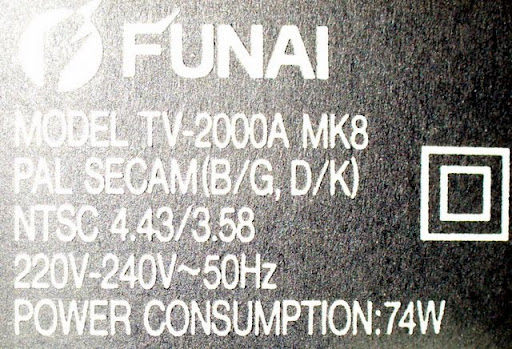 FUNAI
MODEL TV-2000A MK8
PAL SECAM(B/G, D/K)
NTSC 4.43/3.58
220V-240V~50Hz
POWER CONSUMPTION:74W